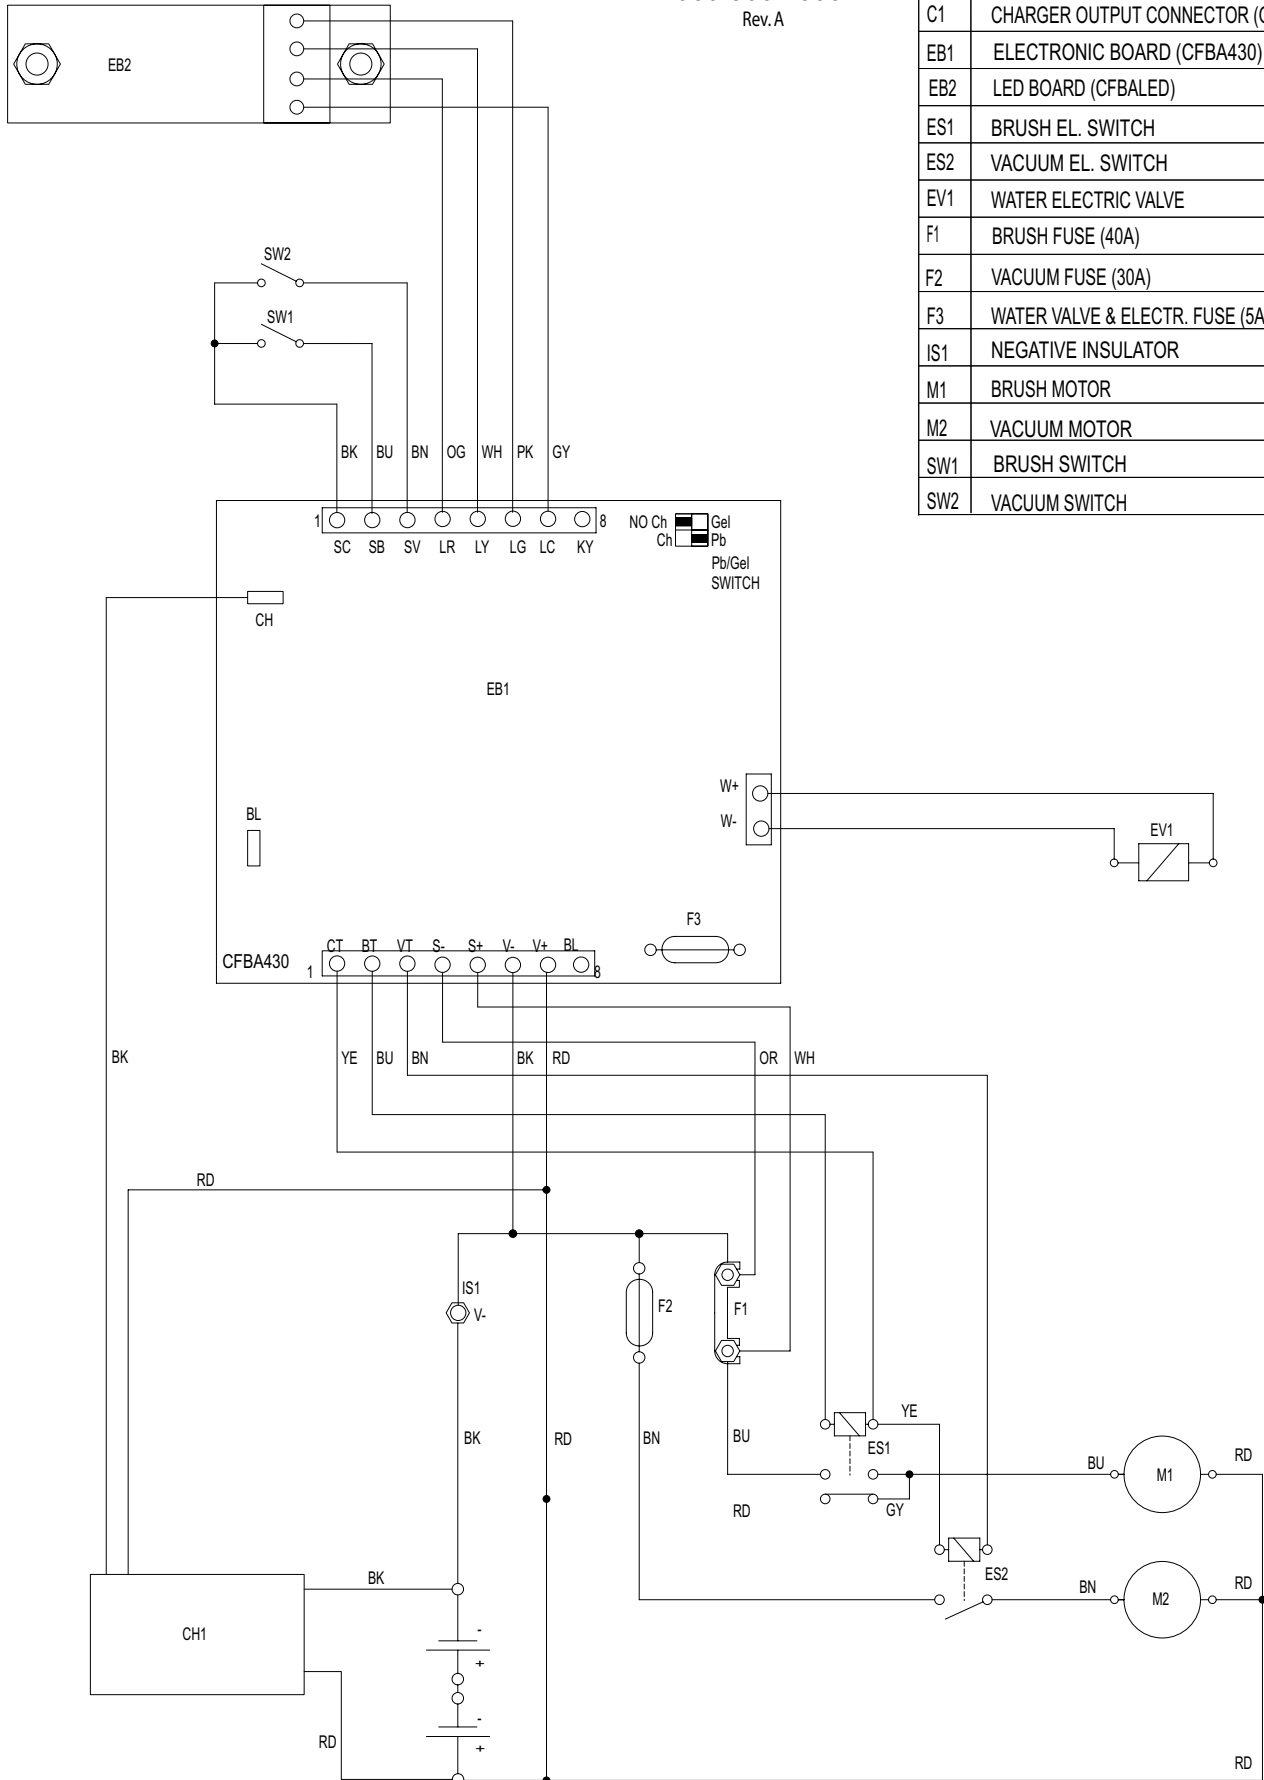 Rev. A
C1 CHARGER OUTPUT CONNECTOR
EB1 ELECTRONIC BOARD (CFBA430)
EB2 LED BOARD (CFBALED)
ES1 BRUSH EL. SWITCH
ES2 VACUUM EL. SWITCH
EV1 WATER ELECTRIC VALVE
F1 BRUSH FUSE (40A)
F2 VACUUM FUSE (30A)
F3 WATER VALVE & ELECTR. FUSE (5A
IS1 NEGATIVE INSULATOR
M1 BRUSH MOTOR
M2 VACUUM MOTOR
SW1 BRUSH SWITCH
SW2 VACUUM SWITCH
EB2
SW2
SW1
BK BU BN OG WH PK GY
1 8
SC SB SV LR LY LG LC KY
NO Ch Gel
Ch Pb
Pb/Gel
SWITCH
CH
EB1
W+
W-
BL
EV1
F3
CT BT VT S- S+ V- V+ BL
CFBA430 1 8
BK YE BU BN BK RD OR WH
RD
IS1
V-
F2
F1
YE
BK RD BN BU
ES1
BU M1 RD
RD GY
ES2
BK BN M2 RD
CH1
-
+
-
+
RD
RD